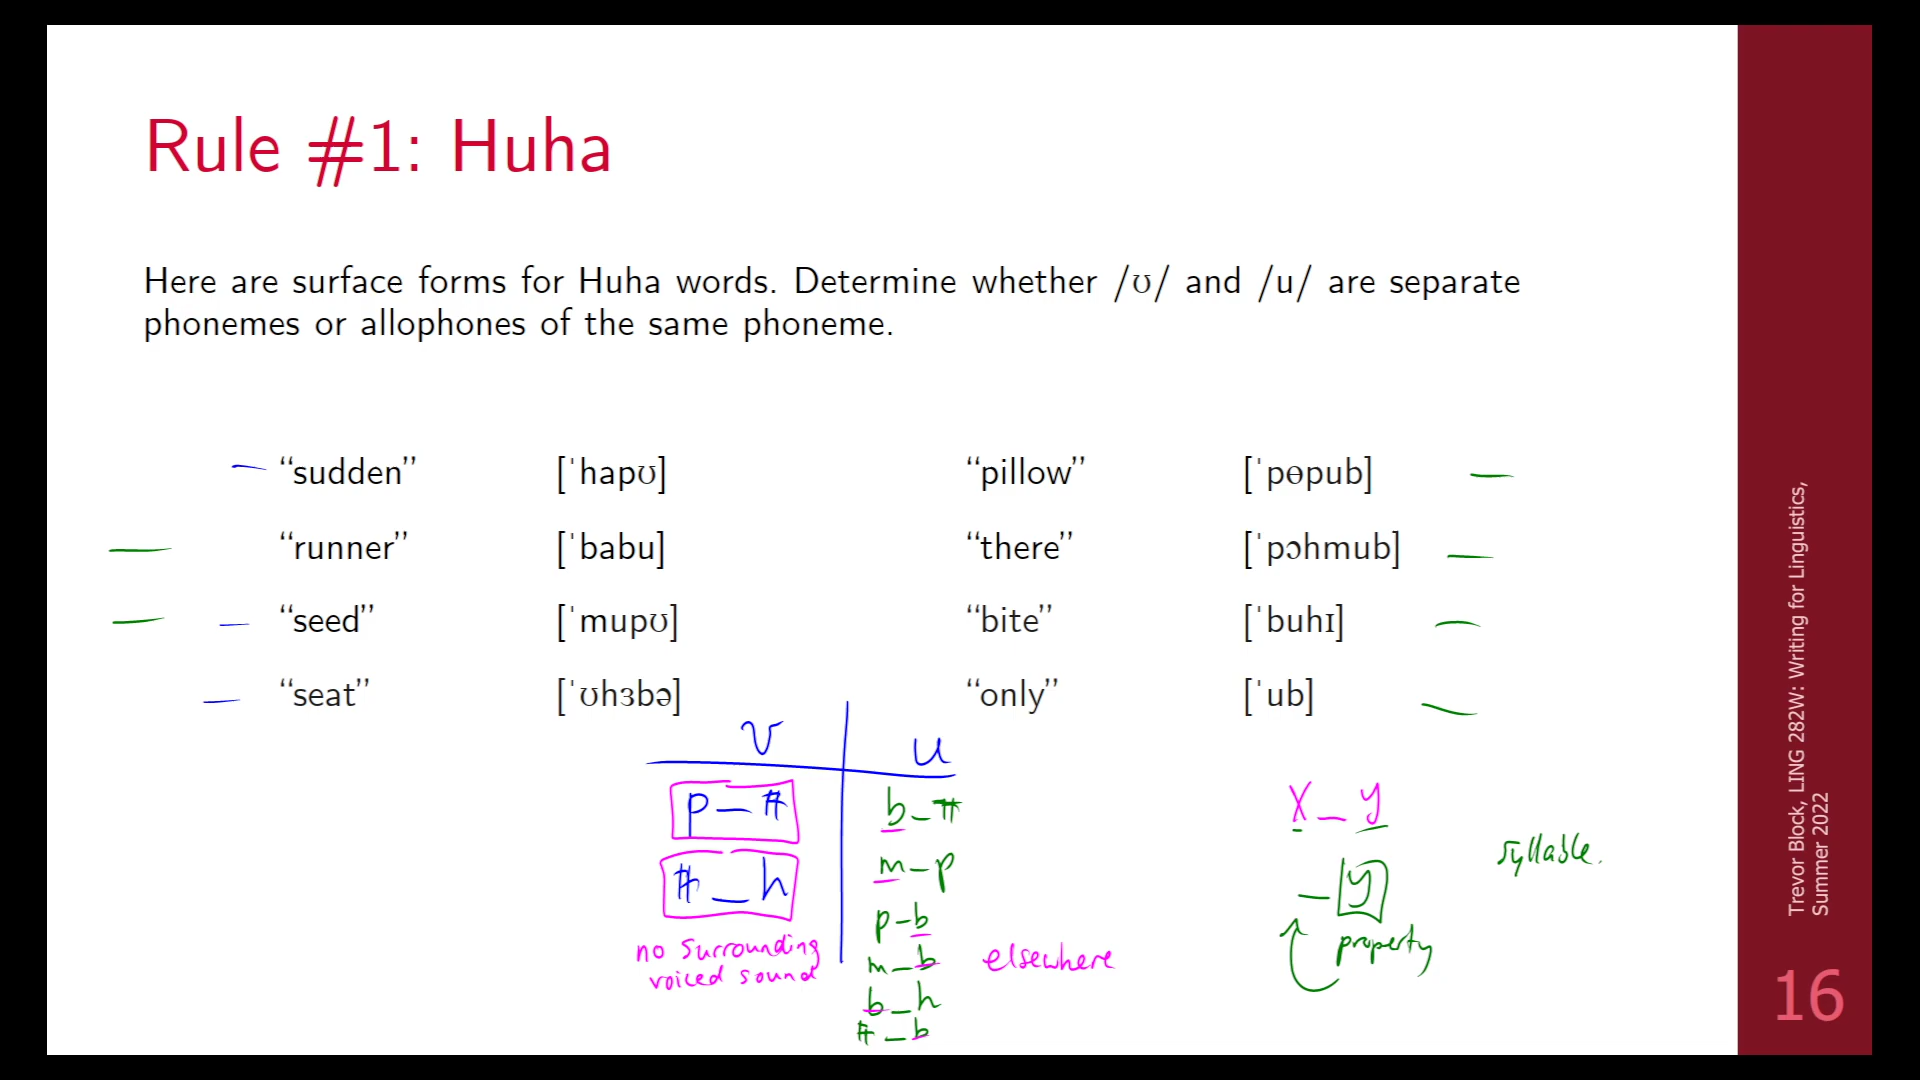 Rule #1: Huha
Here are surface forms for Huha words. Determine whether /ʊ/ and /u/ are separate
phonemes or allophones of the same phoneme.
“sudden” [ˈhapʊ] “pillow” [ˈpɵpub]
“runner” [ˈbabu] “there” [ˈpɔhmub]
“seed” [ˈmupʊ] “bite” [ˈbuhɪ]
“seat” [ˈʊhɜbə] “only” [ˈub]
ʊ u
p_# b_#
#_h m_p
p_b
m_b
b_h
#_b
no surrounding
voiced sound
elsewhere
X_y
_y
property
syllable.
Trevor Block, LING 282W: Writing for Linguistics,
Summer 2022
16